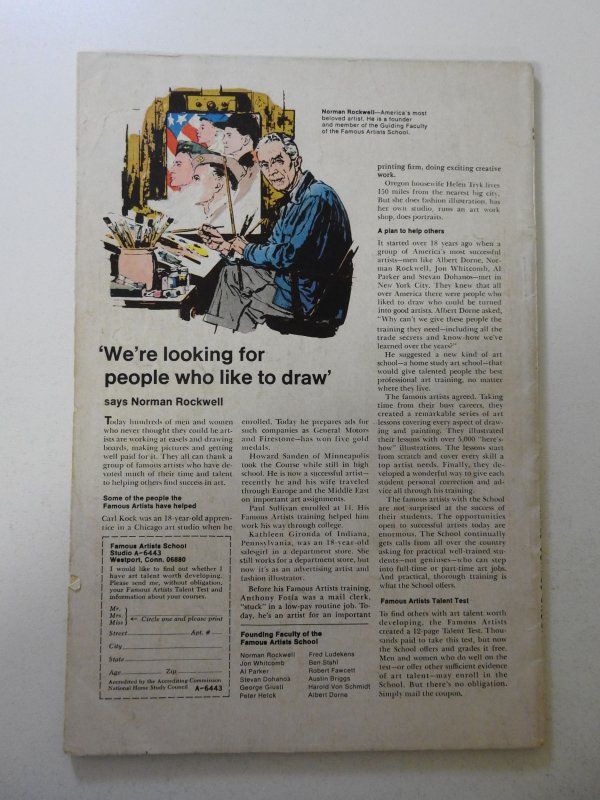 Norman Rockwell—America's most
beloved artist. He is a founder
and member of the Guiding Faculty
of the Famous Artists School.
'We're looking for
people who like to draw'
says Norman Rockwell
Today hundreds of men and women
who never thought they could be art-
ists are working at easels and drawing
boards, making pictures and getting
well paid for it. They all can thank a
group of famous artists who have de-
voted much of their time and talent
to helping others find success in art.
Some of the people the
Famous Artists have helped
Carl Kock was an 18-year-old appren-
tice in a Chicago art studio when he
enrolled. Today he prepares ads for
such companies as General Motors
and Firestone—has won five gold
medals.
Howard Sanden of Minneapolis
took the Course while still in high
school. He is now a successful artist—
recently he and his wife traveled
through Europe and the Middle East
on important art assignments.
Paul Sullivan enrolled at 14. His
Famous Artists training helped him
work his way through college.
Kathleen Gironda of Indiana,
Pennsylvania, was an 18-year-old
salesgirl in a department store. She
still works for a department store, but
now it's as an advertising artist and
fashion illustrator.
Before his Famous Artists training,
Anthony Fotia was a mail clerk,
"stuck" in a low-pay routine job. To-
day, he's an artist for an important
printing firm, doing exciting creative
work.
Oregon housewife Helen Tryk lives
150 miles from the nearest big city.
But she does fashion illustration, has
her own studio, runs an art work
shop, does portraits.
A plan to help others
It started over 18 years ago when a
group of America's most successful
artists—men like Albert Dorne, Nor-
man Rockwell, Jon Whitcomb, Al
Parker and Stevan Dohanos—met in
New York City. They knew that all
over America there were people who
liked to draw who could be turned
into good artists. Albert Dorne asked,
"Why can't we give these people the
training they need—including all the
trade secrets and know-how we've
learned over the years?"
He suggested a new kind of art
school—a home study art school—that
would give talented people the best
professional art training, no matter
where they live.
The famous artists agreed. Taking
time from their busy careers, they
created a remarkable series of art
lessons covering every aspect of draw-
ing and painting. They illustrated
their lessons with over 5,000 "here's-
how" illustrations. The lessons start
from scratch and cover every skill a
top artist needs. Finally, they de-
veloped a wonderful way to give each
student personal correction and ad-
vice all through his training.
The famous artists with the School
are not surprised at the success of
their students. The opportunities
open to successful artists today are
enormous. The School continually
gets calls from all over the country
asking for practical well-trained stu-
dents—not geniuses—who can step
into full-time or part-time art jobs.
And practical, thorough training is
what the School offers.
Famous Artists Talent Test
To find others with art talent worth
developing, the Famous Artists
created a 12-page Talent Test. Thou-
sands paid to take this test, but now
the School offers and grades it free.
Men and women who do well on the
test—or offer other sufficient evidence
of art talent—may enroll in the
School. But there's no obligation.
Simply mail the coupon.
Famous Artists School
Studio A-6443
Westport, Conn. 06880
I would like to find out whether I
have art talent worth developing.
Please send me, without obligation,
your Famous Artists Talent Test and
information about your courses.
Mr.
Mrs.
Miss
← Circle one and please print
Street Apt. #
City
State
Age Zip
Accredited by the Accrediting Commission
National Home Study Council A-6443
Founding Faculty of the
Famous Artists School
Norman Rockwell
Jon Whitcomb
Al Parker
Stevan Dohanos
George Giusti
Peter Helck
Fred Ludekens
Ben Stahl
Robert Fawcett
Austin Briggs
Harold Von Schmidt
Albert Dorne